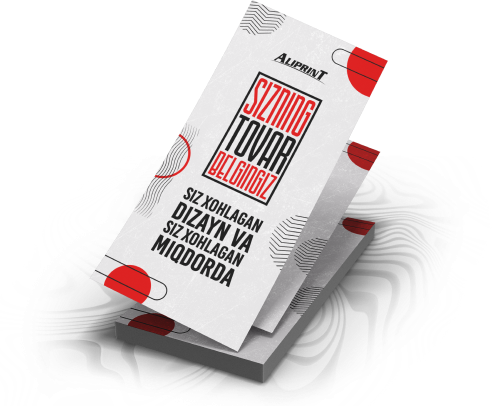 ALIPRINT
SIZNING
TOVAR
BELGINGIZ
SIZ XOHLAGAN
DIZAYN VA
SIZ XOHLAGAN
MIQDORDA